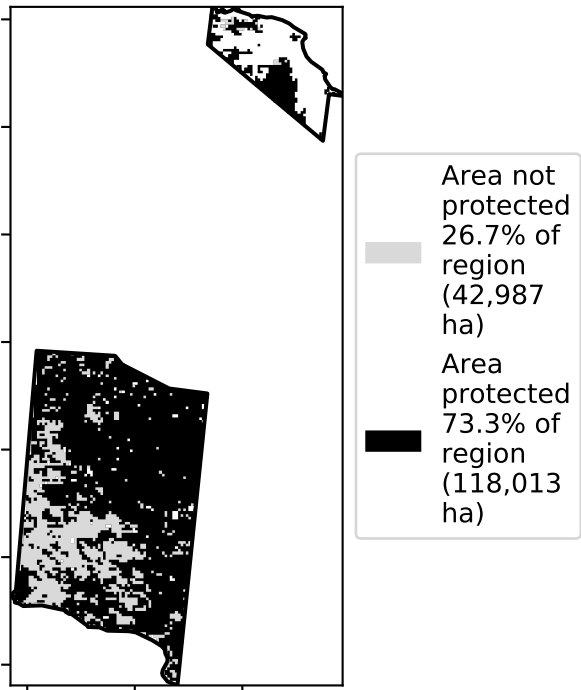 Area not
protected
26.7% of
region
(42,987
ha)
Area
protected
73.3% of
region
(118,013
ha)